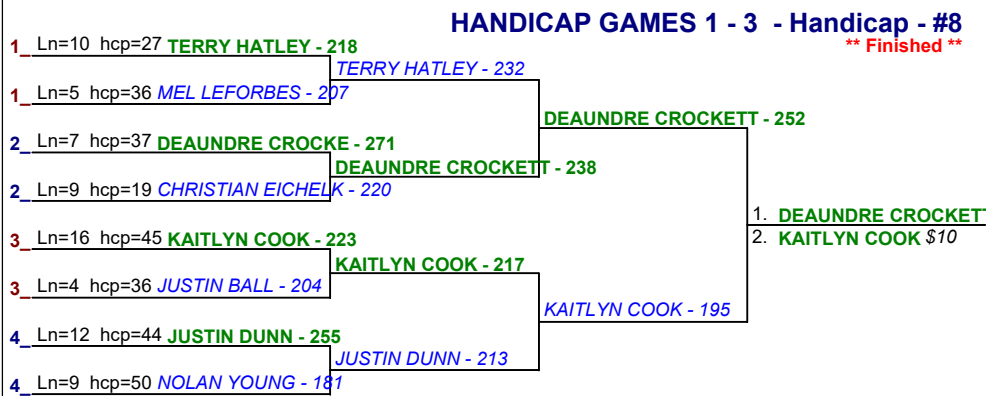 HANDICAP GAMES 1 - 3 - Handicap - #8
** Finished **
1_ Ln=10 hcp=27 TERRY HATLEY - 218
TERRY HATLEY - 232
1_ Ln=5 hcp=36 MEL LEFORBES - 207
DEAUNDRE CROCKETT - 252
2_ Ln=7 hcp=37 DEAUNDRE CROCKE - 271
DEAUNDRE CROCKETT - 238
2_ Ln=9 hcp=19 CHRISTIAN EICHELK - 220
1. DEAUNDRE CROCKETT
2. KAITLYN COOK $10
3_ Ln=16 hcp=45 KAITLYN COOK - 223
KAITLYN COOK - 217
3_ Ln=4 hcp=36 JUSTIN BALL - 204
KAITLYN COOK - 195
4_ Ln=12 hcp=44 JUSTIN DUNN - 255
JUSTIN DUNN - 213
4_ Ln=9 hcp=50 NOLAN YOUNG - 181